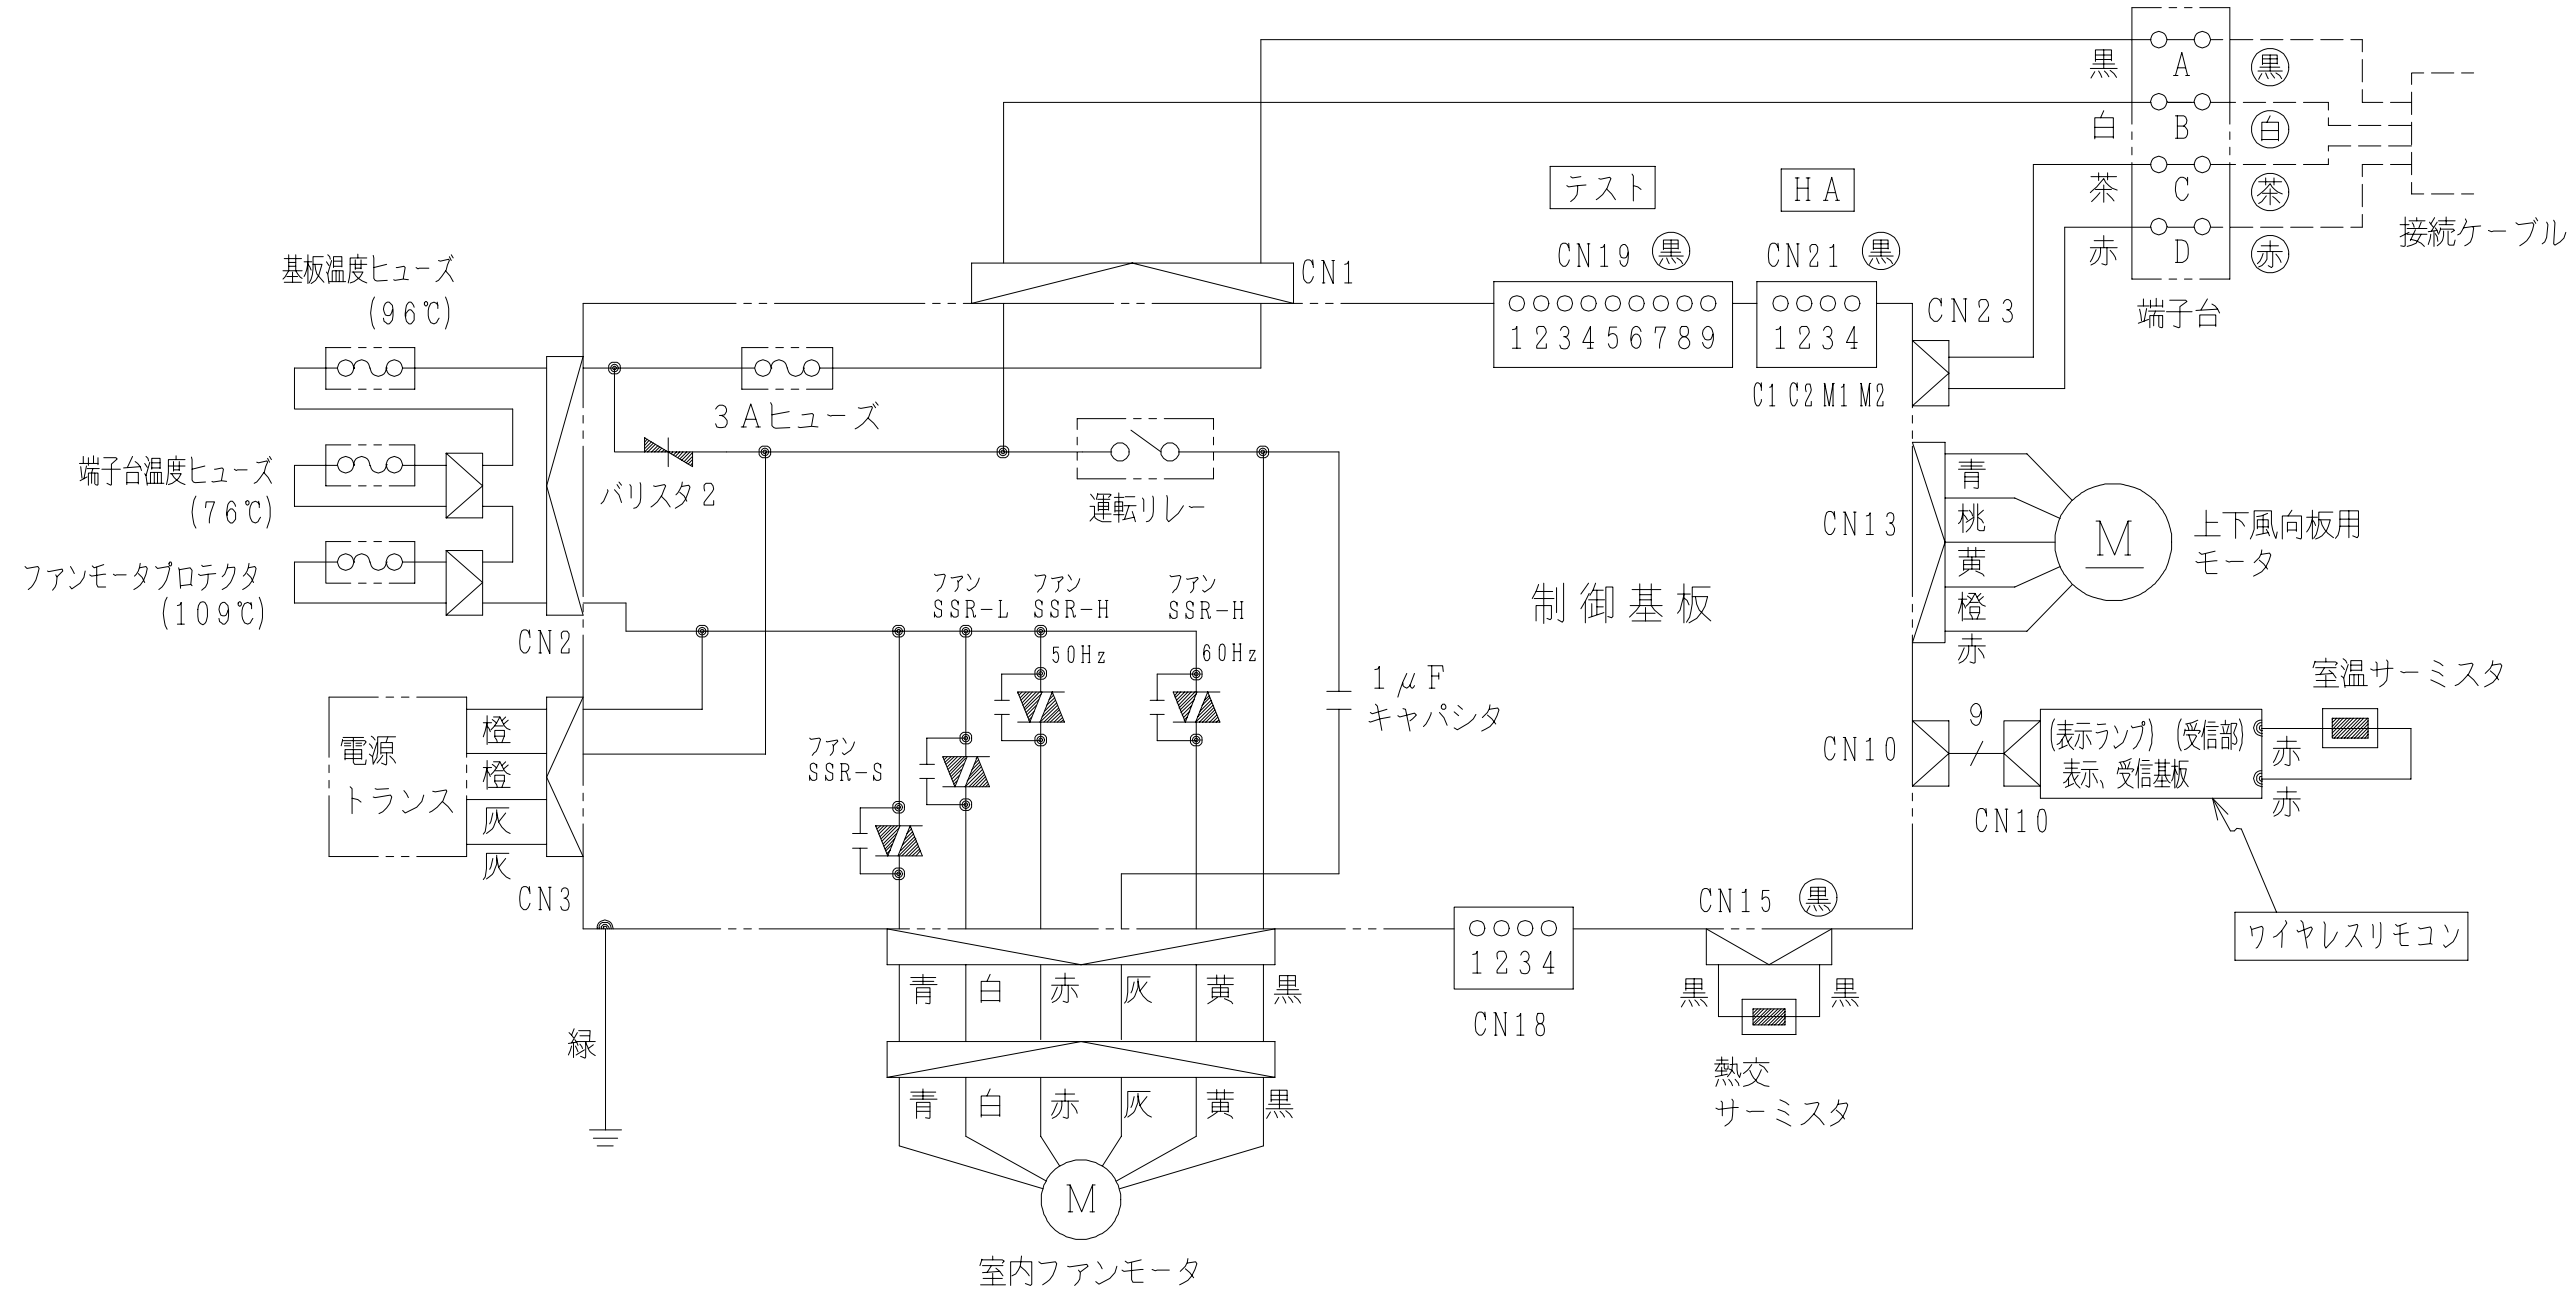 黒
A
黒
白
B
白
茶
C
茶
赤
D
赤
端子台
接続ケーブル
テスト
HA
CN19 黒
CN21 黒
123456789
1234
C1 C2 M1 M2
CN1
CN23
基板温度ヒューズ
(96℃)
端子台温度ヒューズ
(76℃)
ファンモータプロテクタ
(109℃)
CN2
3Aヒューズ
バリスタ2
運転リレー
ファン
SSR-L
ファン
SSR-H
50Hz
ファン
SSR-H
60Hz
ファン
SSR-S
1μF
キャパシタ
制御基板
CN13
青
桃
黄
橙
赤
M
上下風向板用
モータ
電源
トランス
橙
橙
灰
灰
CN3
CN10
9
CN10
(表示ランプ) (受信部)
表示、受信基板
赤
赤
室温サーミスタ
ワイヤレスリモコン
1234
CN18
CN15 黒
黒
黒
熱交
サーミスタ
緑
青 白 赤 灰 黄 黒
青 白 赤 灰 黄 黒
M
室内ファンモータ